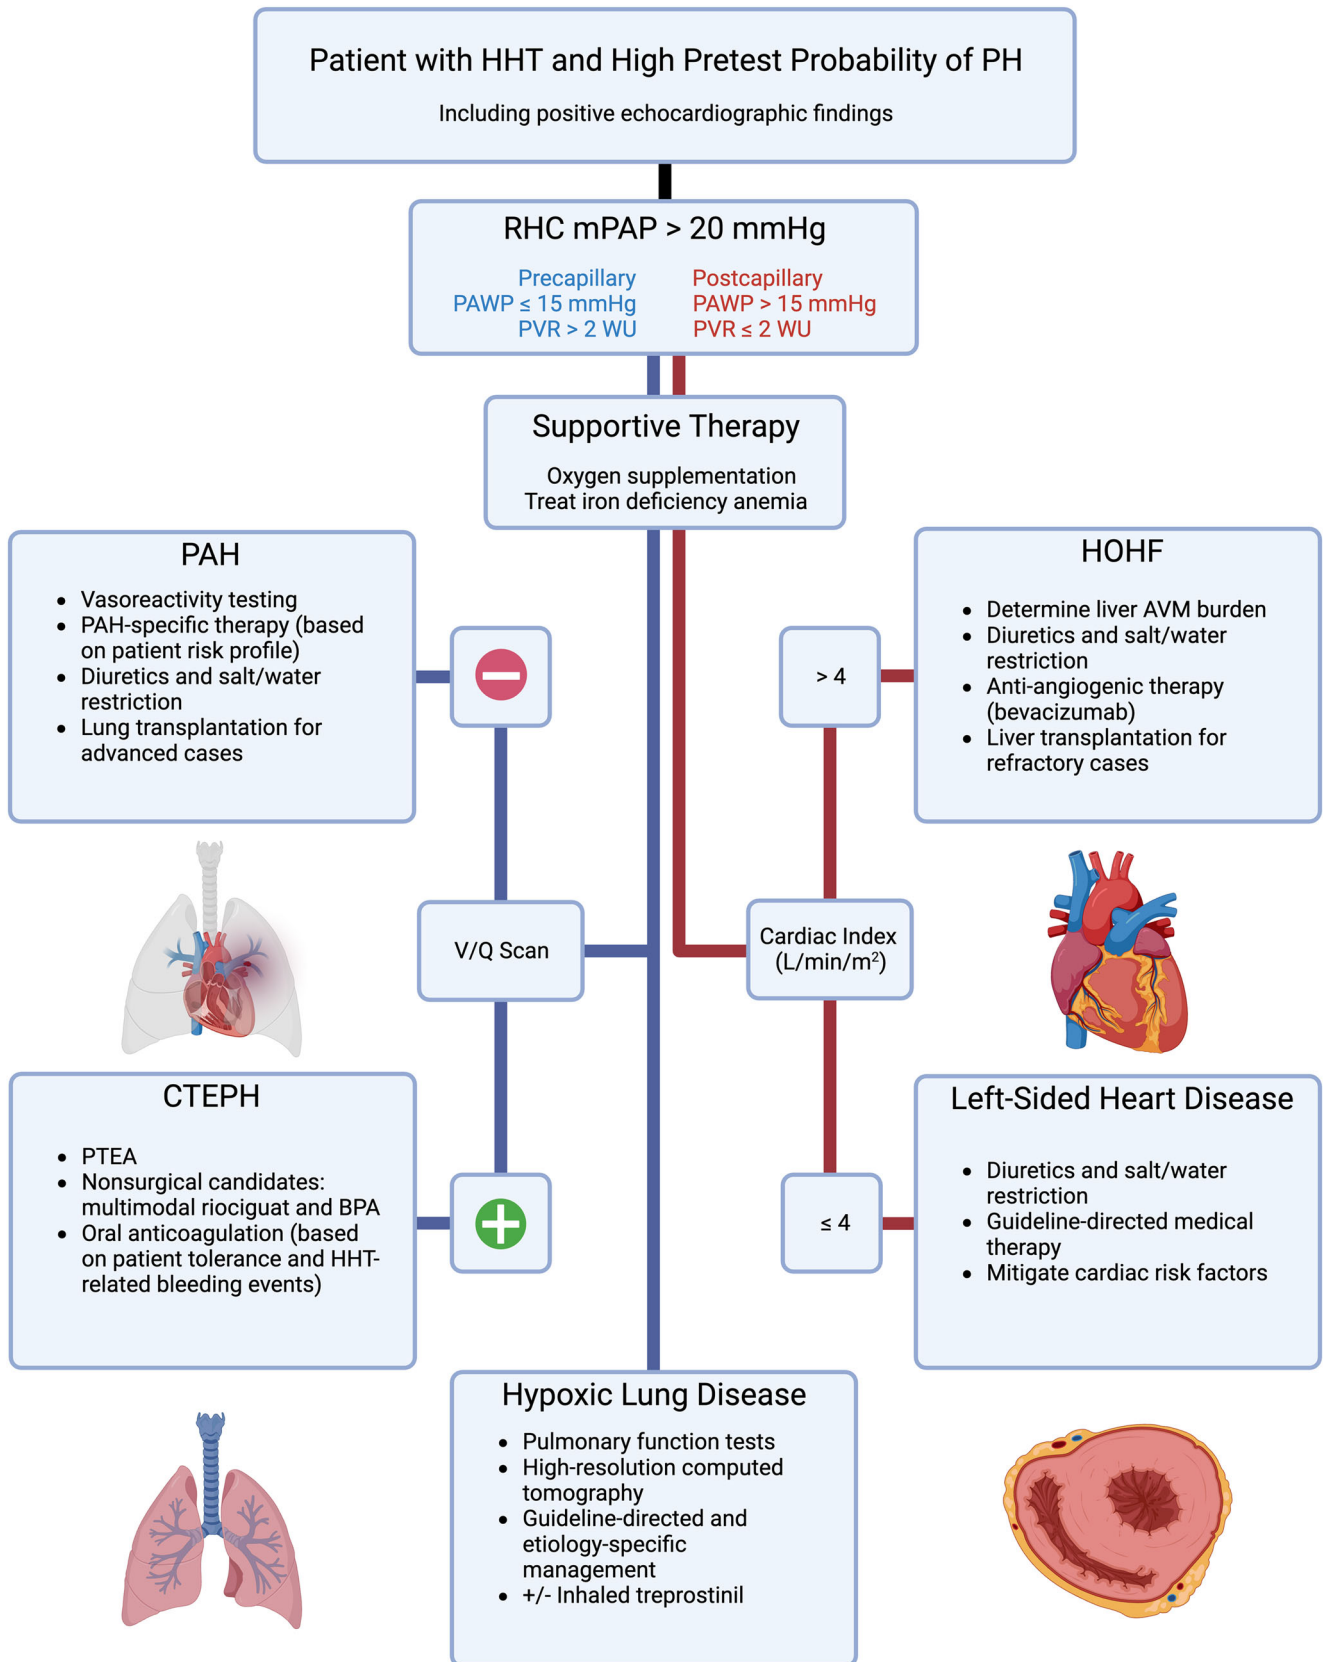 Patient with HHT and High Pretest Probability of PH
Including positive echocardiographic findings
RHC mPAP > 20 mmHg
Precapillary
PAWP ≤ 15 mmHg
PVR > 2 WU
Postcapillary
PAWP > 15 mmHg
PVR ≤ 2 WU
Supportive Therapy
Oxygen supplementation
Treat iron deficiency anemia
PAH
• Vasoreactivity testing
• PAH-specific therapy (based
on patient risk profile)
• Diuretics and salt/water
restriction
• Lung transplantation for
advanced cases
> 4
HOHF
• Determine liver AVM burden
• Diuretics and salt/water
restriction
• Anti-angiogenic therapy
(bevacizumab)
• Liver transplantation for
refractory cases
V/Q Scan
Cardiac Index
(L/min/m²)
CTEPH
• PTEA
• Nonsurgical candidates:
multimodal riociguat and BPA
• Oral anticoagulation (based
on patient tolerance and HHT-
related bleeding events)
≤ 4
Left-Sided Heart Disease
• Diuretics and salt/water
restriction
• Guideline-directed medical
therapy
• Mitigate cardiac risk factors
Hypoxic Lung Disease
• Pulmonary function tests
• High-resolution computed
tomography
• Guideline-directed and
etiology-specific
management
• +/- Inhaled treprostinil